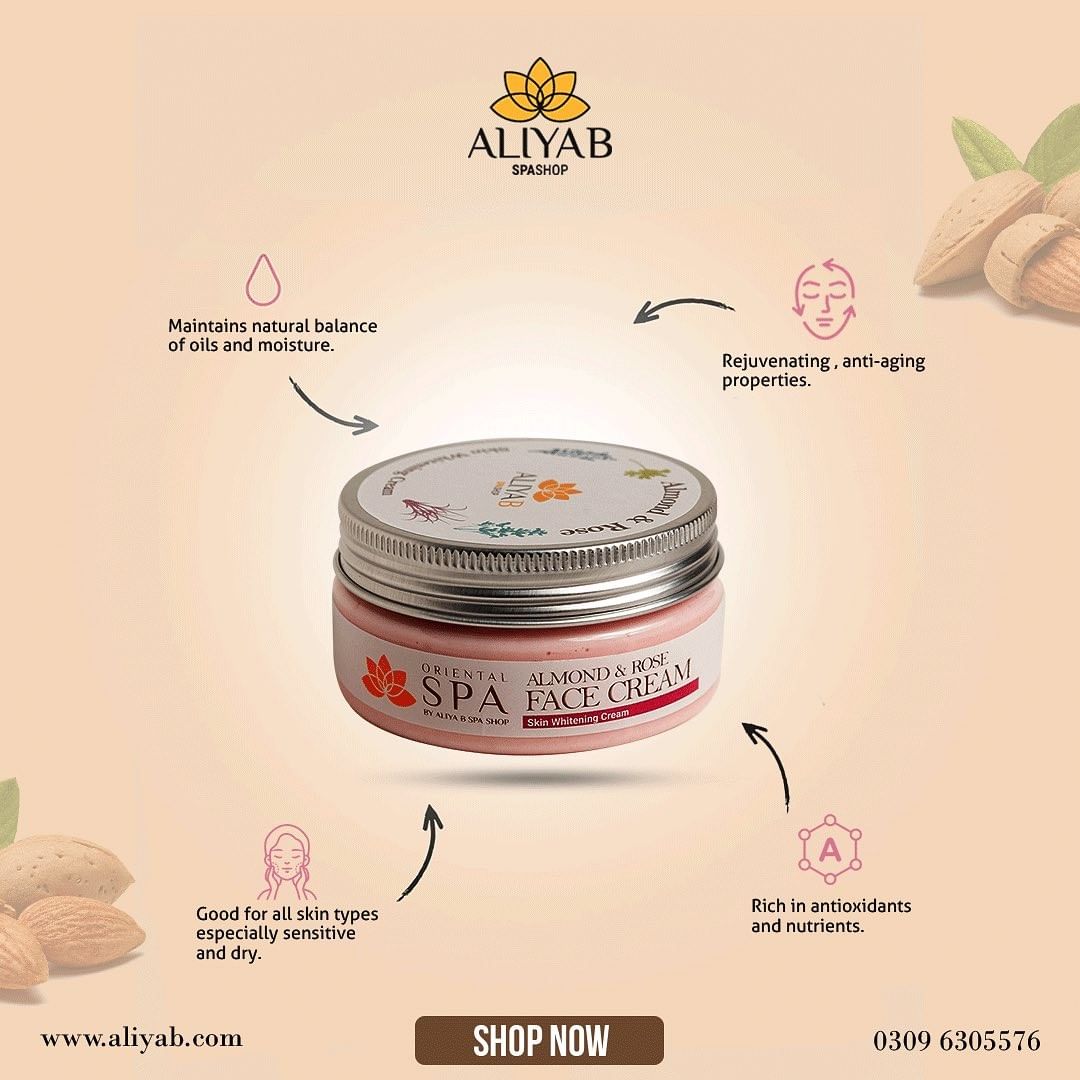 ALIYAB
SPASHOP
Maintains natural balance
of oils and moisture.
Rejuvenating , anti-aging
properties.
Skin Whitening Cream
ALIYAB
SPASHOP
Almond & Rose
ORIENTAL
SPA
BY ALIYA B SPA SHOP
ALMOND & ROSE
FACE CREAM
Skin Whitening Cream
A
Good for all skin types
especially sensitive
and dry.
Rich in antioxidants
and nutrients.
www.aliyab.com
SHOP NOW
0309 6305576